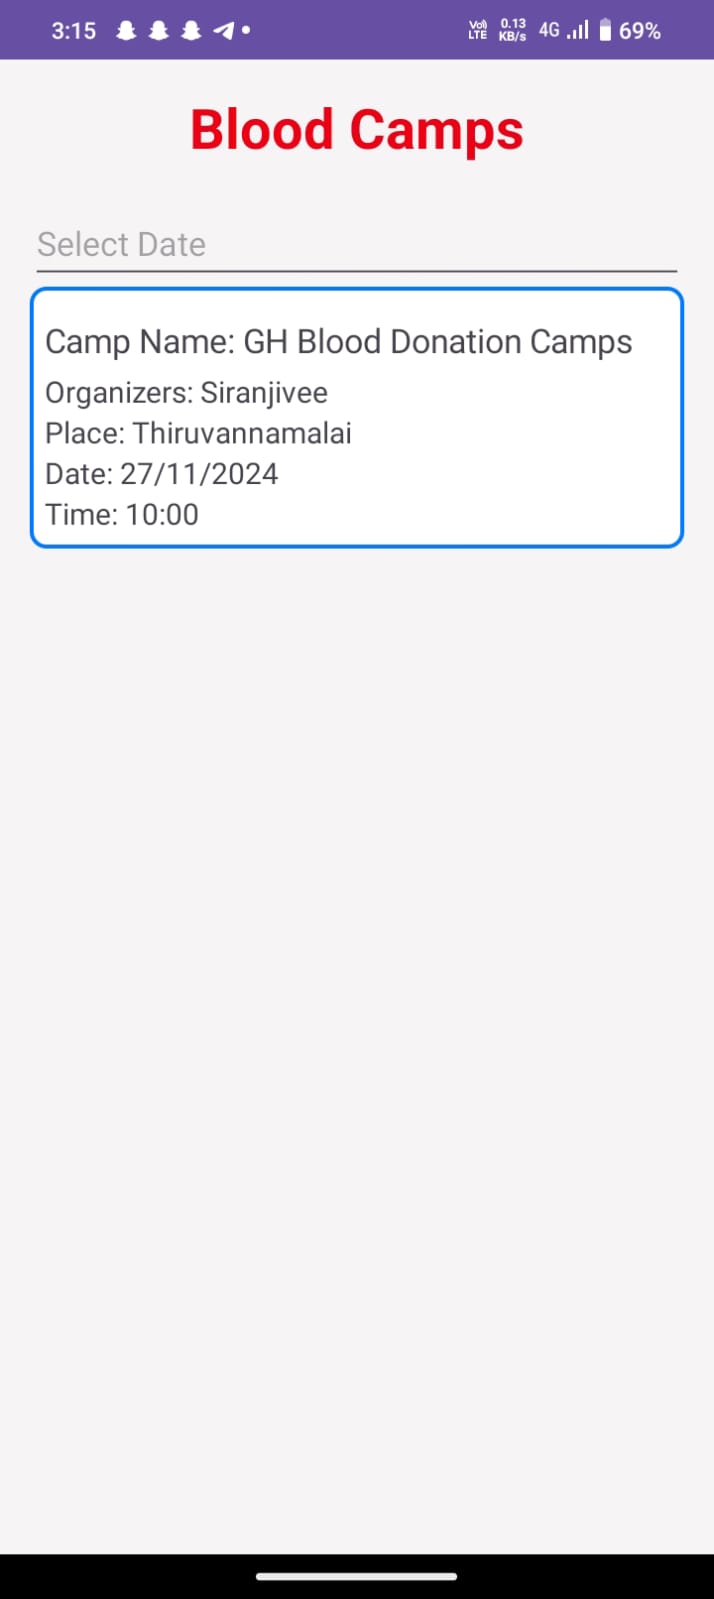 3:15
Vo) LTE 0.13 KB/s 4G 69%
Blood Camps
Select Date
Camp Name: GH Blood Donation Camps
Organizers: Siranjivee
Place: Thiruvannamalai
Date: 27/11/2024
Time: 10:00